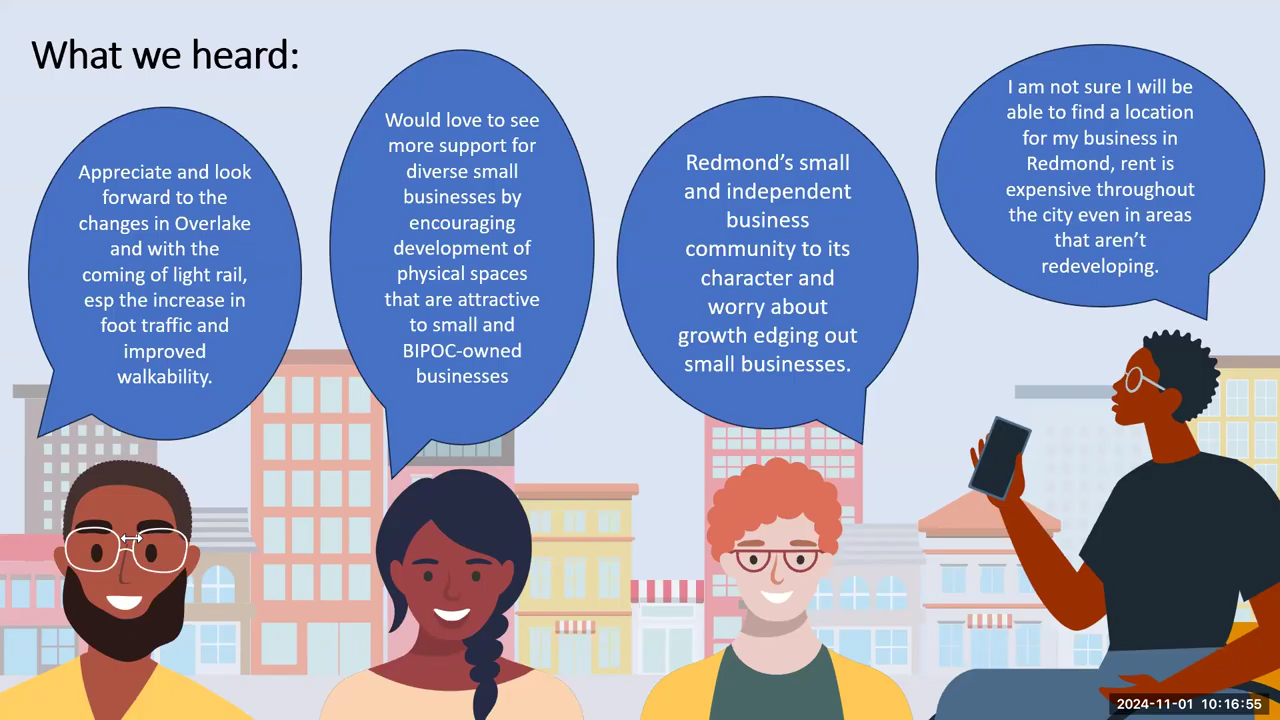 What we heard:
Appreciate and look
forward to the
changes in Overlake
and with the
coming of light rail,
esp the increase in
foot traffic and
improved
walkability.
Would love to see
more support for
diverse small
businesses by
encouraging
development of
physical spaces
that are attractive
to small and
BIPOC-owned
businesses
Redmond’s small
and independent
business
community to its
character and
worry about
growth edging out
small businesses.
I am not sure I will be
able to find a location
for my business in
Redmond, rent is
expensive throughout
the city even in areas
that aren’t
redeveloping.
2024-11-01 10:16:55